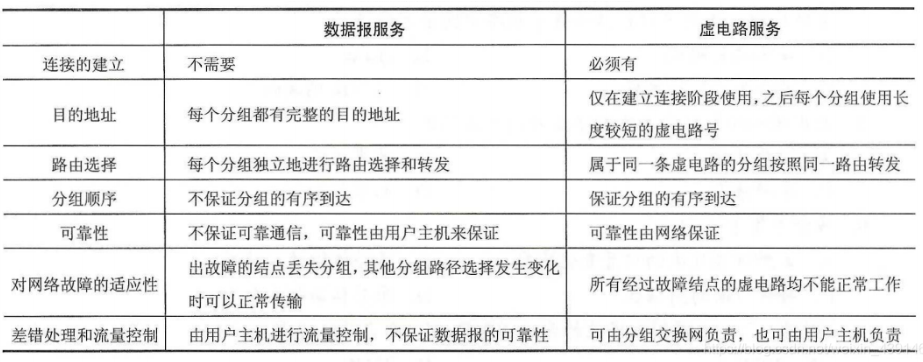 数据报服务 虚电路服务
连接的建立 不需要 必须有
目的地址 每个分组都有完整的目的地址 仅在建立连接阶段使用，之后每个分组使用长
度较短的虚电路号
路由选择 每个分组独立地进行路由选择和转发 属于同一条虚电路的分组按照同一路由转发
分组顺序 不保证分组的有序到达 保证分组的有序到达
可靠性 不保证可靠通信，可靠性由用户主机来保证 可靠性由网络保证
对网络故障的适应性 出故障的结点丢失分组，其他分组路径选择发生变化
时可以正常传输 所有经过故障结点的虚电路均不能正常工作
差错处理和流量控制 由用户主机进行流量控制，不保证数据报的可靠性 可由分组交换网负责，也可由用户主机负责